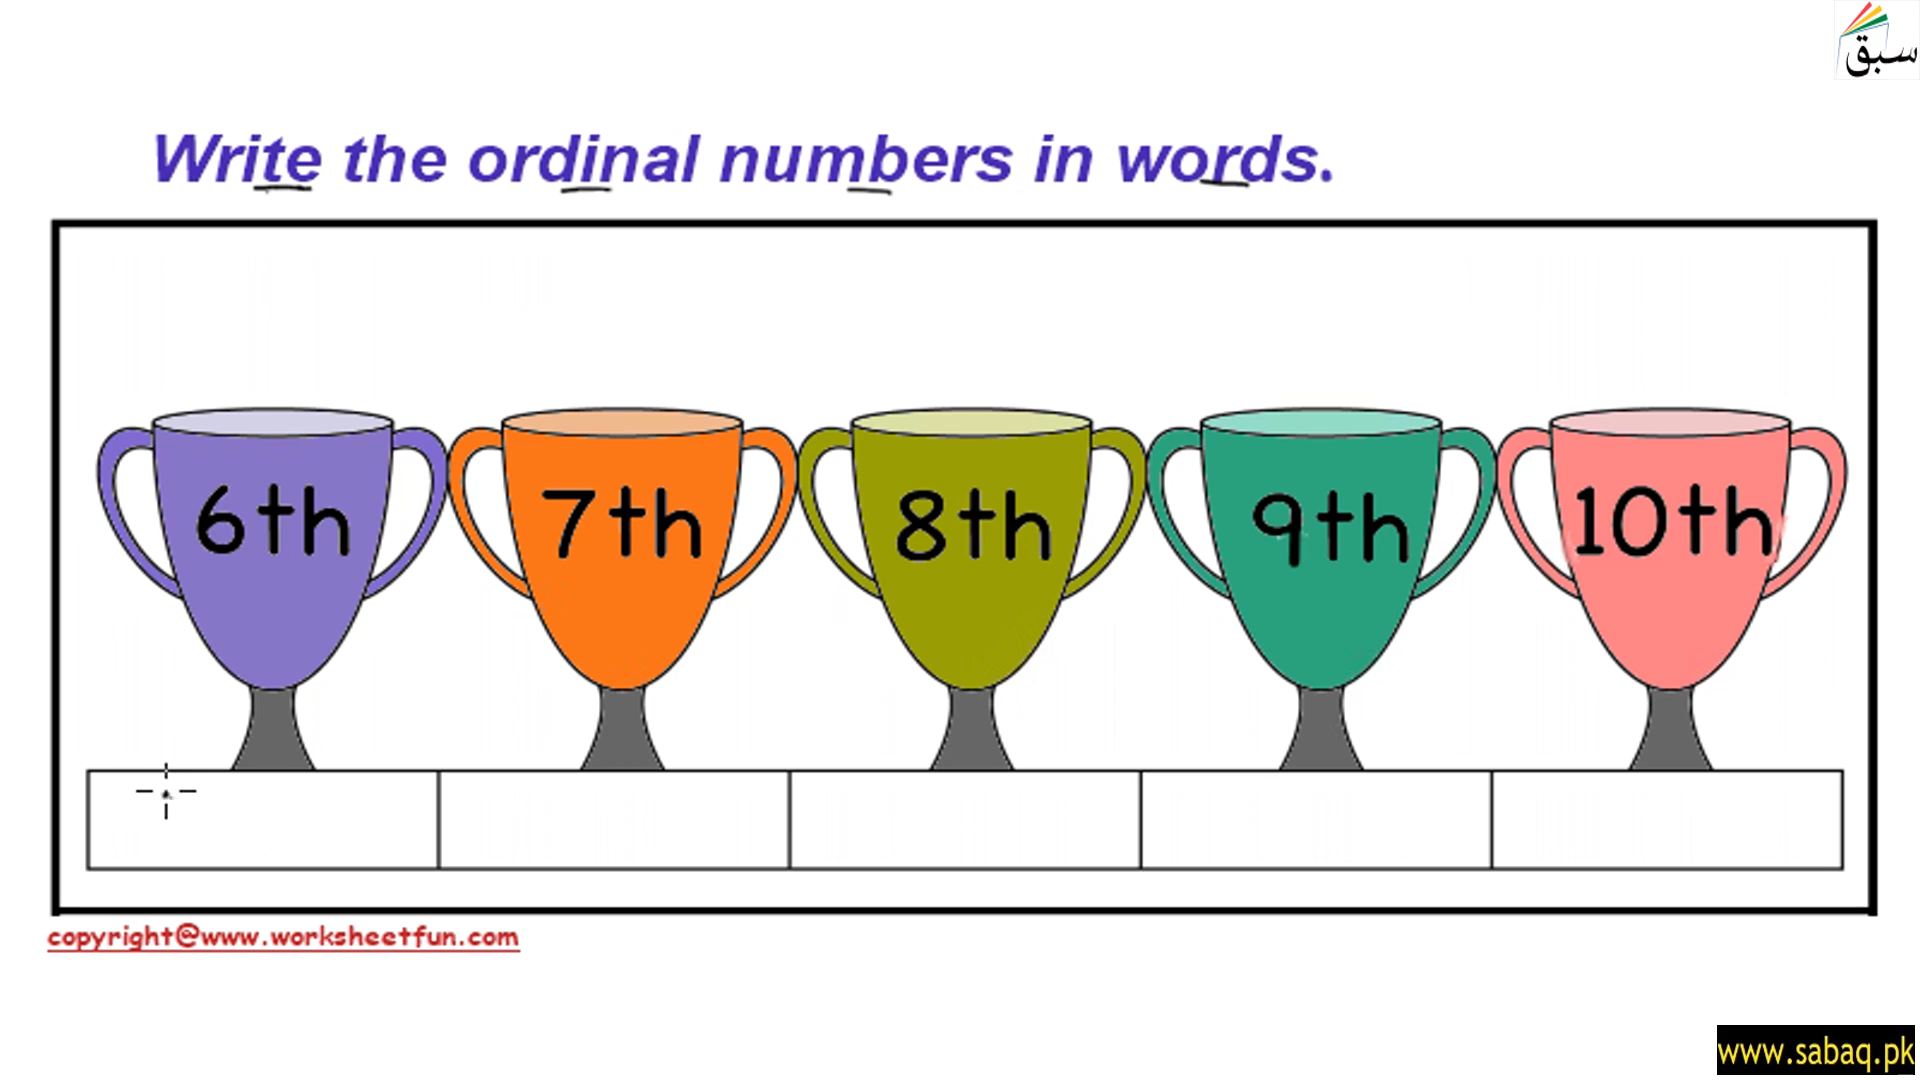 سبق
Write the ordinal numbers in words.
6th 7th 8th 9th 10th
copyright@www.worksheetfun.com
www.sabaq.pk